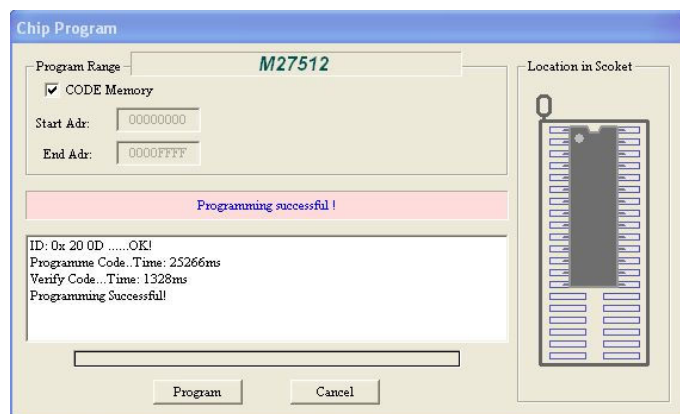 Chip Program
Program Range
M27512
CODE Memory
Start Adr: 00000000
End Adr: 0000FFFF
Programming successful !
ID: 0x 20 0D ......OK!
Programme Code..Time: 25266ms
Verify Code...Time: 1328ms
Programming Successful!
Program
Cancel
Location in Scoket